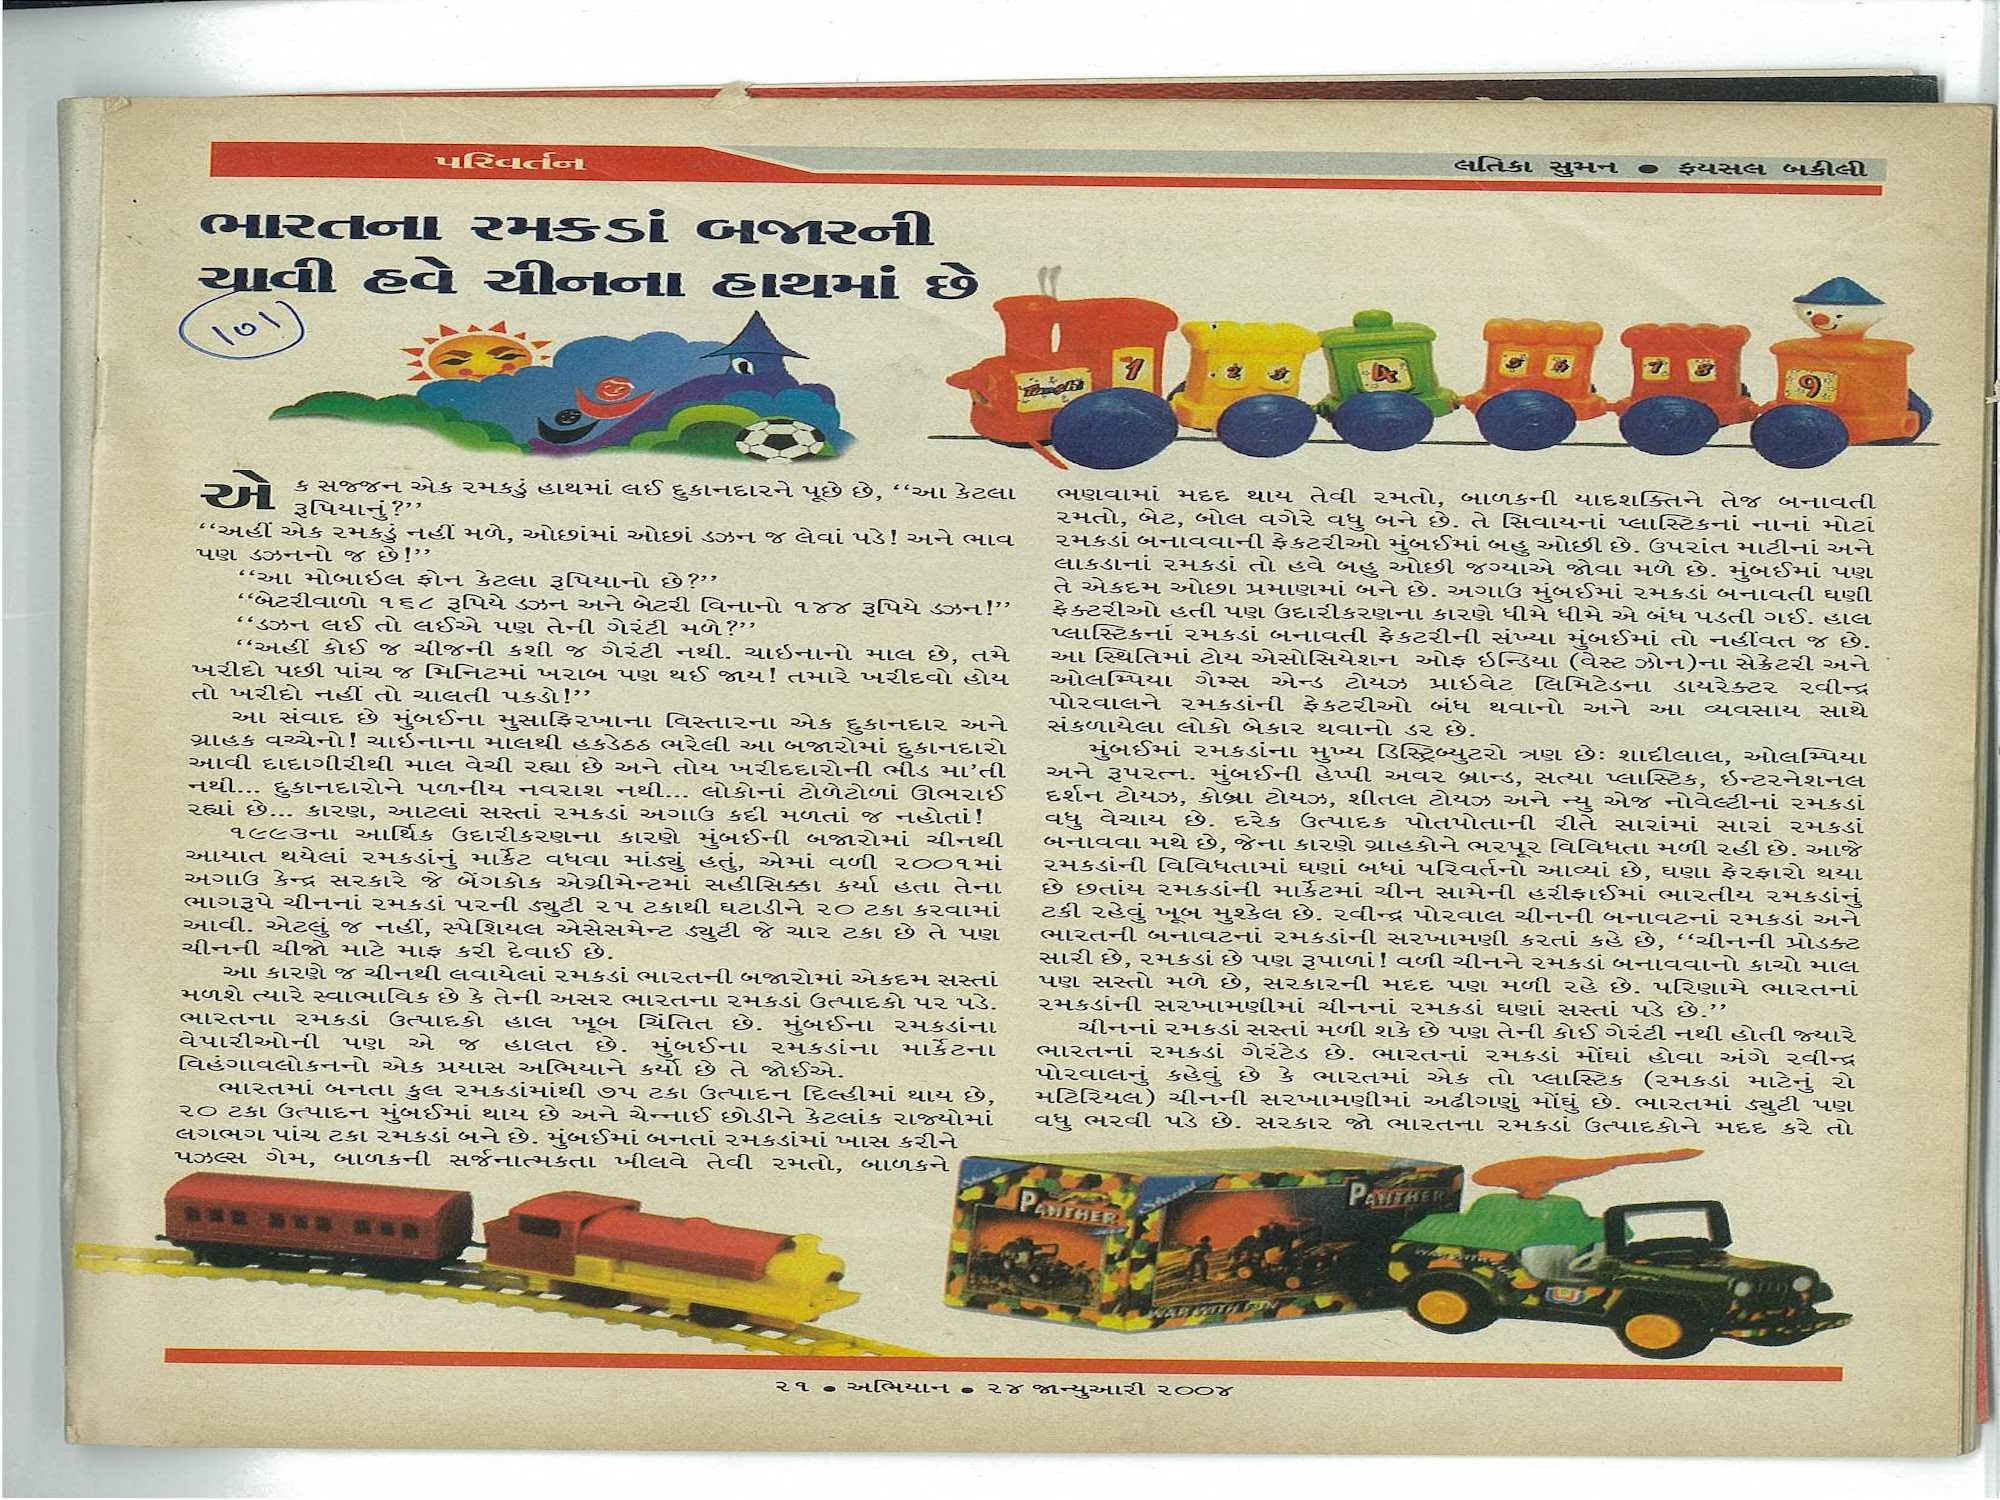 પરિવર્તન
લતિકા સુમન ● ફયસલ બકીલી
ભારતના રમકડાં બજારની
ચાવી હવે ચીનના હાથમાં છે
૧૭૧
1 2 3 4 5 6 7 8 9
એક સજ્જન એક રમકડું હાથમાં લઈ દુકાનદારને પૂછે છે, ‘‘આ કેટલા
રૂપિયાનું?’’
‘‘અહીં એક રમકડું નહીં મળે, ઓછાંમાં ઓછાં ડઝન જ લેવાં પડે! અને ભાવ
પણ ડઝનનો જ છે!’’
‘‘આ મોબાઇલ ફોન કેટલા રૂપિયાનો છે?’’
‘‘બેટરીવાળો ૧૬૮ રૂપિયે ડઝન અને બેટરી વિનાનો ૧૪૪ રૂપિયે ડઝન!’’
‘‘ડઝન લઈ તો લઈએ પણ તેની ગેરંટી મળે?’’
‘‘અહીં કોઈ જ ચીજની કશી જ ગેરંટી નથી. ચાઇનાનો માલ છે, તમે
ખરીદો પછી પાંચ જ મિનિટમાં ખરાબ પણ થઈ જાય! તમારે ખરીદવો હોય
તો ખરીદો નહીં તો ચાલતી પકડો!’’
આ સંવાદ છે મુંબઈના મુસાફિરખાના વિસ્તારના એક દુકાનદાર અને
ગ્રાહક વચ્ચેનો! ચાઇનાના માલથી હકડેઠઠ ભરેલી આ બજારોમાં દુકાનદારો
આવી દાદાગીરીથી માલ વેચી રહ્યા છે અને તોય ખરીદદારોની ભીડ મા’તી
નથી... દુકાનદારોને પળનીય નવરાશ નથી... લોકોનાં ટોળેટોળાં ઊભરાઈ
રહ્યાં છે... કારણ, આટલાં સસ્તાં રમકડાં અગાઉ કદી મળતાં જ નહોતાં!
૧૯૯૩ના આર્થિક ઉદારીકરણના કારણે મુંબઈની બજારોમાં ચીનથી
આયાત થયેલાં રમકડાંનું માર્કેટ વધવા માંડ્યું હતું, એમાં વળી ૨૦૦૧માં
અગાઉ કેન્દ્ર સરકારે જે બેંગકોક એગ્રીમેન્ટમાં સહીસિક્કા કર્યા હતા તેના
ભાગરૂપે ચીનનાં રમકડાં પરની ડ્યુટી ૨૫ ટકાથી ઘટાડીને ૨૦ ટકા કરવામાં
આવી. એટલું જ નહીં, સ્પેશિયલ એસેસમેન્ટ ડ્યુટી જે ચાર ટકા છે તે પણ
ચીનની ચીજો માટે માફ કરી દેવાઈ છે.
આ કારણે જ ચીનથી લવાયેલાં રમકડાં ભારતની બજારોમાં એકદમ સસ્તાં
મળશે ત્યારે સ્વાભાવિક છે કે તેની અસર ભારતના રમકડાં ઉત્પાદકો પર પડે.
ભારતના રમકડાં ઉત્પાદકો હાલ ખૂબ ચિંતિત છે. મુંબઈના રમકડાંના
વેપારીઓની પણ એ જ હાલત છે. મુંબઈના રમકડાંના માર્કેટના
વિહંગાવલોકનનો એક પ્રયાસ અભિયાને કર્યો છે તે જોઈએ.
ભારતમાં બનતા કુલ રમકડાંમાંથી ૭૫ ટકા ઉત્પાદન દિલ્હીમાં થાય છે,
૨૦ ટકા ઉત્પાદન મુંબઈમાં થાય છે અને ચેન્નાઈ છોડીને કેટલાંક રાજ્યોમાં
લગભગ પાંચ ટકા રમકડાં બને છે. મુંબઈમાં બનતાં રમકડાંમાં ખાસ કરીને
પઝલ્સ ગેમ, બાળકની સર્જનાત્મકતા ખીલવે તેવી રમતો, બાળકને
ભણવામાં મદદ થાય તેવી રમતો, બાળકની યાદશક્તિને તેજ બનાવતી
રમતો, બેટ, બોલ વગેરે વધુ બને છે. તે સિવાયનાં પ્લાસ્ટિકનાં નાનાં મોટાં
રમકડાં બનાવવાની ફેકટરીઓ મુંબઈમાં બહુ ઓછી છે. ઉપરાંત માટીનાં અને
લાકડાનાં રમકડાં તો હવે બહુ ઓછી જગ્યાએ જોવા મળે છે. મુંબઈમાં પણ
તે એકદમ ઓછા પ્રમાણમાં બને છે. અગાઉ મુંબઈમાં રમકડાં બનાવતી ઘણી
ફેક્ટરીઓ હતી પણ ઉદારીકરણના કારણે ધીમે ધીમે એ બંધ પડતી ગઈ. હાલ
પ્લાસ્ટિકનાં રમકડાં બનાવતી ફેકટરીની સંખ્યા મુંબઈમાં તો નહીંવત જ છે.
આ સ્થિતિમાં ટોય એસોસિયેશન ઓફ ઇન્ડિયા (વેસ્ટ ઝોન)ના સેક્રેટરી અને
ઓલમ્પિયા ગેમ્સ એન્ડ ટોયઝ પ્રાઇવેટ લિમિટેડના ડાયરેક્ટર રવીન્દ્ર
પોરવાલને રમકડાંની ફેક્ટરીઓ બંધ થવાનો અને આ વ્યવસાય સાથે
સંકળાયેલા લોકો બેકાર થવાનો ડર છે.
મુંબઈમાં રમકડાંના મુખ્ય ડિસ્ટ્રિબ્યુટરો ત્રણ છેઃ શાદીલાલ, ઓલમ્પિયા
અને રૂપરત્ન. મુંબઈની હેપ્પી અવર બ્રાન્ડ, સત્યા પ્લાસ્ટિક, ઇન્ટરનેશનલ
દર્શન ટોયઝ, કોબ્રા ટોયઝ, શીતલ ટોયઝ અને ન્યુ એજ નોવેલ્ટીનાં રમકડાં
વધુ વેચાય છે. દરેક ઉત્પાદક પોતપોતાની રીતે સારાંમાં સારાં રમકડાં
બનાવવા મથે છે, જેના કારણે ગ્રાહકોને ભરપૂર વિવિધતા મળી રહી છે. આજે
રમકડાંની વિવિધતામાં ઘણાં બધાં પરિવર્તનો આવ્યાં છે, ઘણા ફેરફારો થયા
છે છતાંય રમકડાંની માર્કેટમાં ચીન સામેની હરીફાઈમાં ભારતીય રમકડાંનું
ટકી રહેવું ખૂબ મુશ્કેલ છે. રવીન્દ્ર પોરવાલ ચીનની બનાવટનાં રમકડાં અને
ભારતની બનાવટનાં રમકડાંની સરખામણી કરતાં કહે છે, ‘‘ચીનની પ્રોડક્ટ
સારી છે, રમકડાં છે પણ રૂપાળાં! વળી ચીનને રમકડાં બનાવવાનો કાચો માલ
પણ સસ્તો મળે છે, સરકારની મદદ પણ મળી રહે છે. પરિણામે ભારતનાં
રમકડાંની સરખામણીમાં ચીનનાં રમકડાં ઘણાં સસ્તાં પડે છે.’’
ચીનનાં રમકડાં સસ્તાં મળી શકે છે પણ તેની કોઈ ગેરંટી નથી હોતી જ્યારે
ભારતનાં રમકડાં ગેરંટેડ છે. ભારતનાં રમકડાં મોંઘાં હોવા અંગે રવીન્દ્ર
પોરવાલનું કહેવું છે કે ભારતમાં એક તો પ્લાસ્ટિક (રમકડાં માટેનું રો
મટિરિયલ) ચીનની સરખામણીમાં અઢીગણું મોંઘું છે. ભારતમાં ડ્યુટી પણ
વધુ ભરવી પડે છે. સરકાર જો ભારતના રમકડાં ઉત્પાદકોને મદદ કરે તો
PANTHER
PANTHER
WAR WITH FUN
૨૧ ● અભિયાન ● ૨૪ જાન્યુઆરી ૨૦૦૪